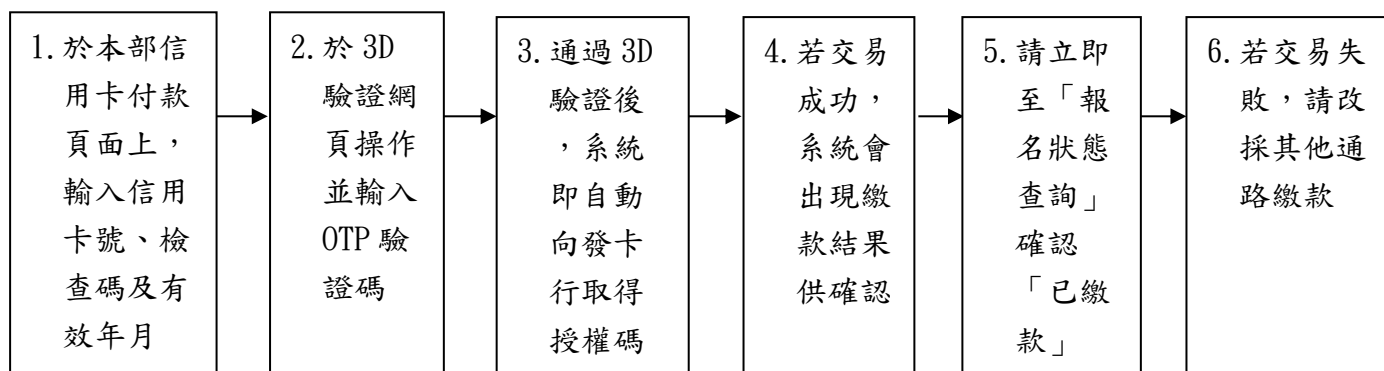 1.於本部信
用卡付款
頁面上，
輸入信用
卡號、檢
查碼及有
效年月
2.於 3D
驗證網
頁操作
並輸入
OTP 驗
證碼
3.通過 3D
驗證後
，系統
即自動
向發卡
行取得
授權碼
4.若交易
成功，
系統會
出現繳
款結果
供確認
5.請立即
至「報
名狀態
查詢」
確認
「已繳
款」
6.若交易失
敗，請改
採其他通
路繳款